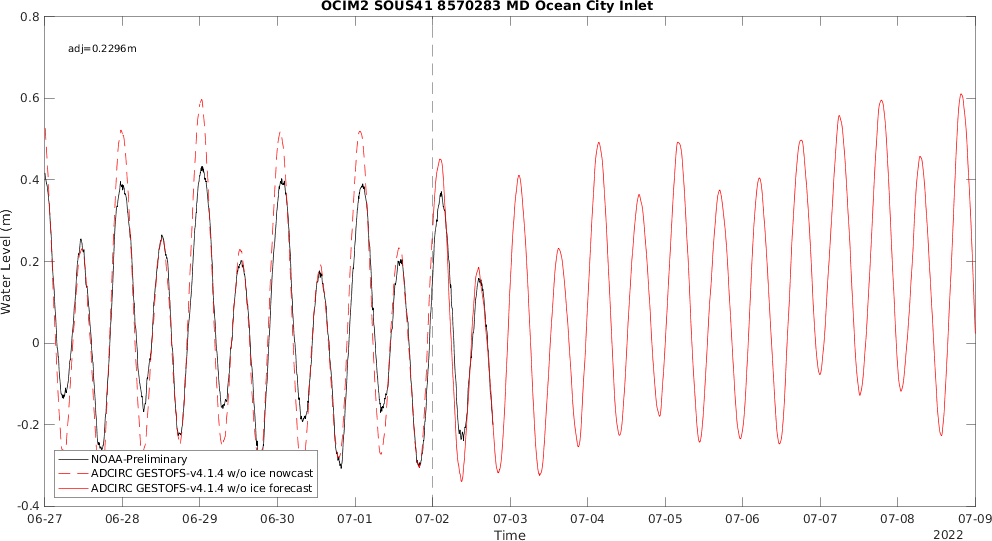 OCIM2 SOUS41 8570283 MD Ocean City Inlet
adj=0.2296m
Water Level (m)
0.8
0.6
0.4
0.2
0
-0.2
-0.4
NOAA-Preliminary
ADCIRC GESTOFS-v4.1.4 w/o ice nowcast
ADCIRC GESTOFS-v4.1.4 w/o ice forecast
06-27 06-28 06-29 06-30 07-01 07-02 07-03 07-04 07-05 07-06 07-07 07-08 07-09
Time
2022